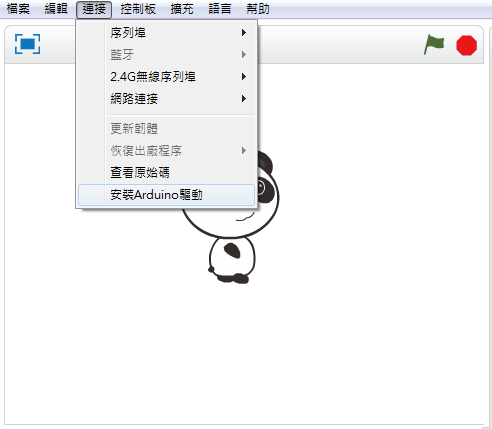 檔案 編輯 連接 控制板 擴充 語言 幫助
序列埠
藍牙
2.4G無線序列埠
網路連接
更新韌體
恢復出廠程序
查看原始碼
安裝Arduino驅動